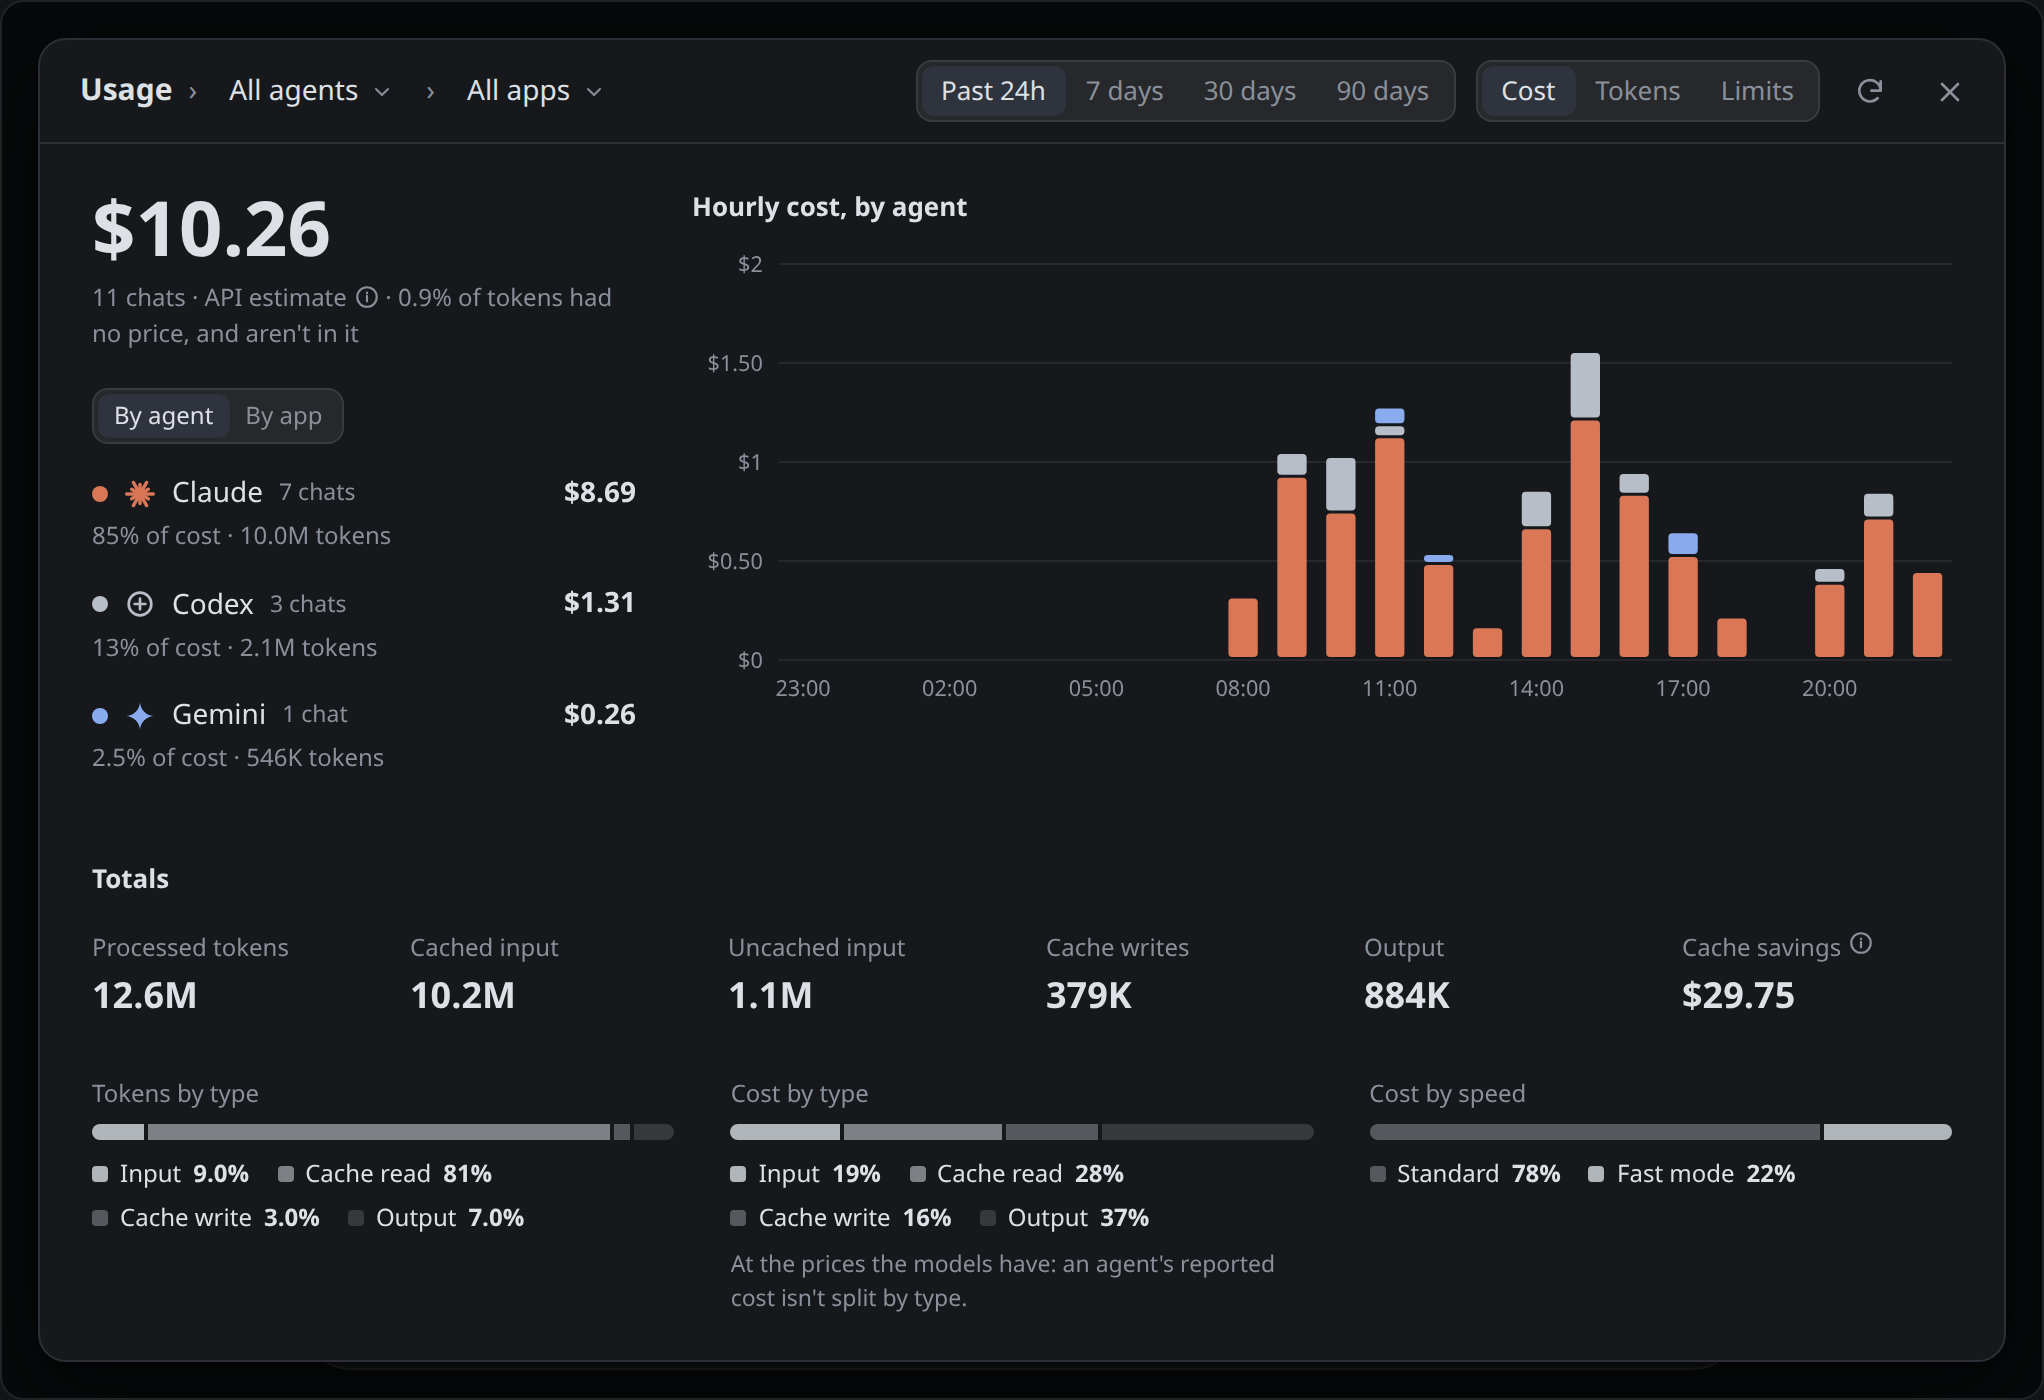 Usage › All agents › All apps
Past 24h 7 days 30 days 90 days
Cost Tokens Limits
$10.26
11 chats · API estimate · 0.9% of tokens had
no price, and aren't in it
By agent By app
Claude 7 chats $8.69
85% of cost · 10.0M tokens
Codex 3 chats $1.31
13% of cost · 2.1M tokens
Gemini 1 chat $0.26
2.5% of cost · 546K tokens
Hourly cost, by agent
$2
$1.50
$1
$0.50
$0
23:00 02:00 05:00 08:00 11:00 14:00 17:00 20:00
Totals
Processed tokens Cached input Uncached input Cache writes Output Cache savings
12.6M 10.2M 1.1M 379K 884K $29.75
Tokens by type
Input 9.0% Cache read 81%
Cache write 3.0% Output 7.0%
Cost by type
Input 19% Cache read 28%
Cache write 16% Output 37%
At the prices the models have: an agent's reported
cost isn't split by type.
Cost by speed
Standard 78% Fast mode 22%